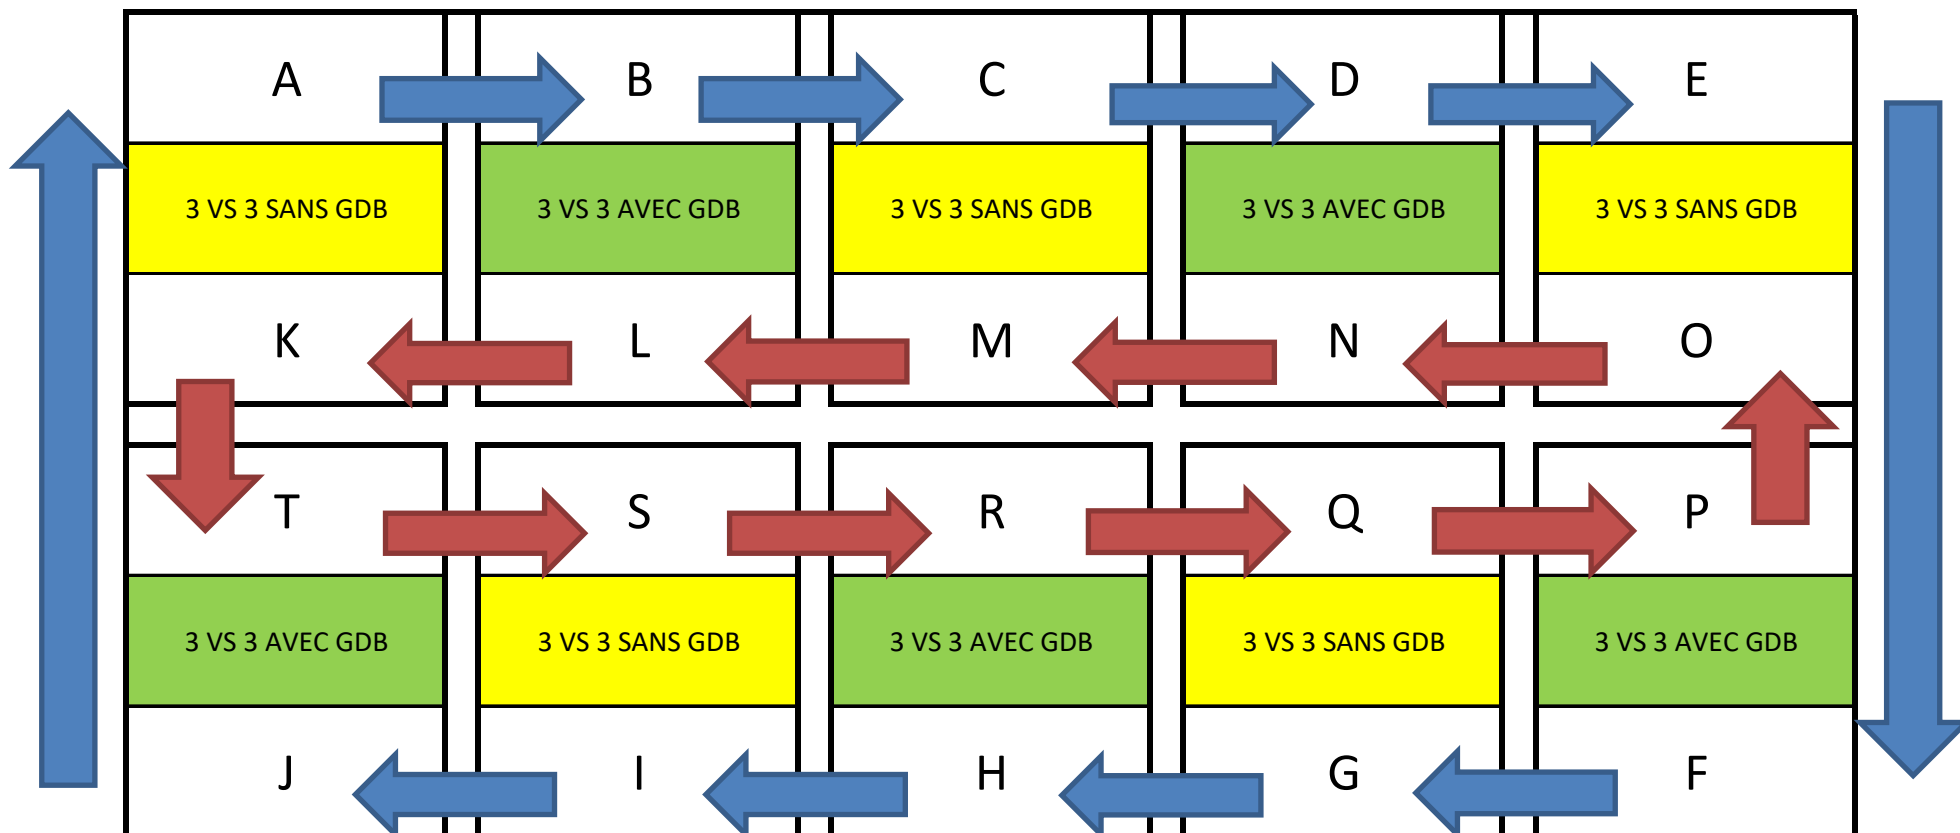 A B C D E
3 VS 3 SANS GDB 3 VS 3 AVEC GDB 3 VS 3 SANS GDB 3 VS 3 AVEC GDB 3 VS 3 SANS GDB
K L M N O
T S R Q P
3 VS 3 AVEC GDB 3 VS 3 SANS GDB 3 VS 3 AVEC GDB 3 VS 3 SANS GDB 3 VS 3 AVEC GDB
J I H G F